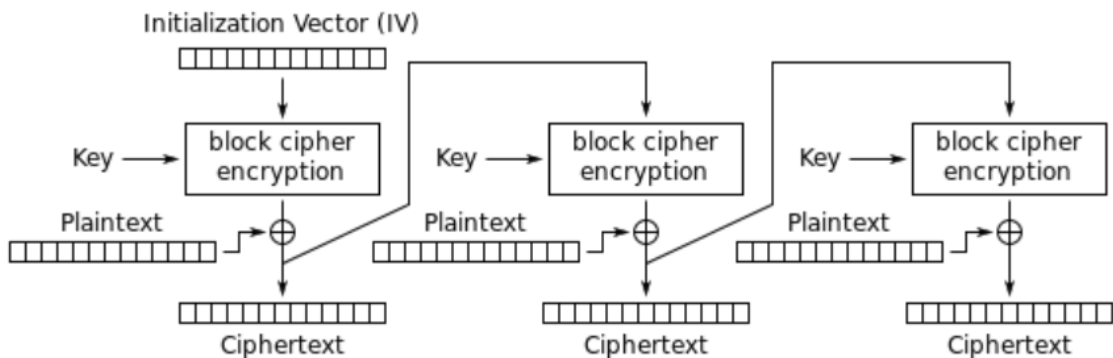 Initialization Vector (IV)
Key
block cipher
encryption
Key
block cipher
encryption
Key
block cipher
encryption
Plaintext
Plaintext
Plaintext
Ciphertext
Ciphertext
Ciphertext